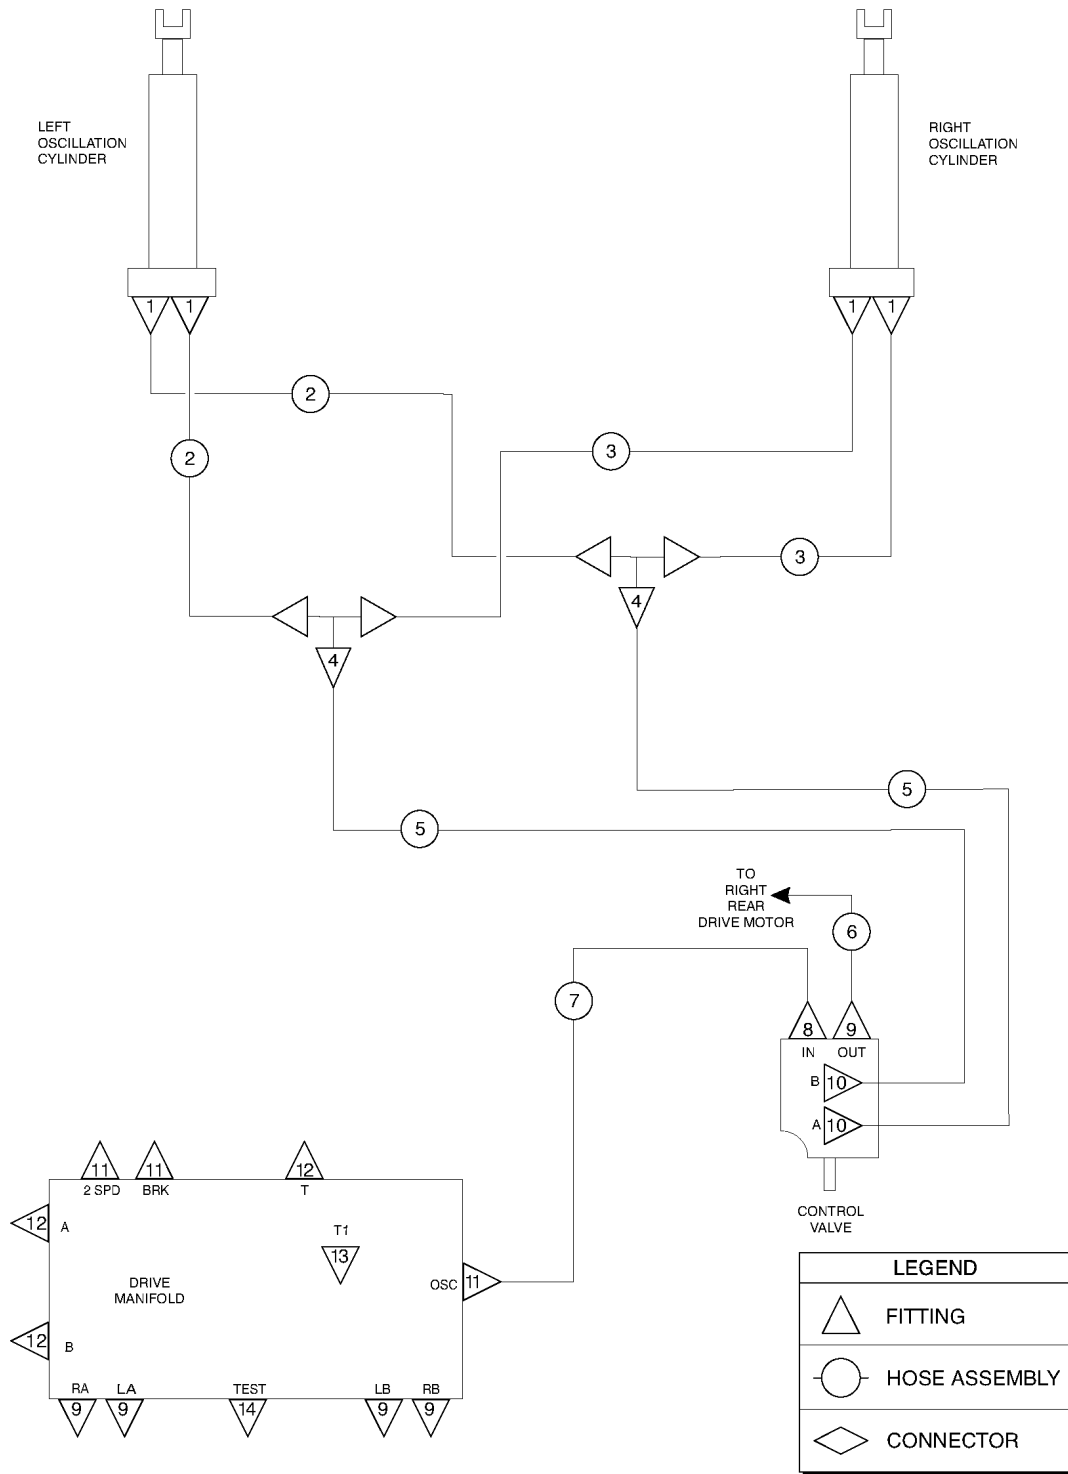 LEFT
OSCILLATION
CYLINDER
RIGHT
OSCILLATION
CYLINDER
1 1
1 1
2
2
3
3
4
4
5
5
TO
RIGHT
REAR
DRIVE MOTOR
6
7
8 9
IN OUT
B 10
A 10
CONTROL
VALVE
11 11 12
2 SPD BRK T
12 A
T1
13
OSC 11
DRIVE
MANIFOLD
12 B
RA LA TEST LB RB
9 9 14 9 9
LEGEND
FITTING
HOSE ASSEMBLY
CONNECTOR